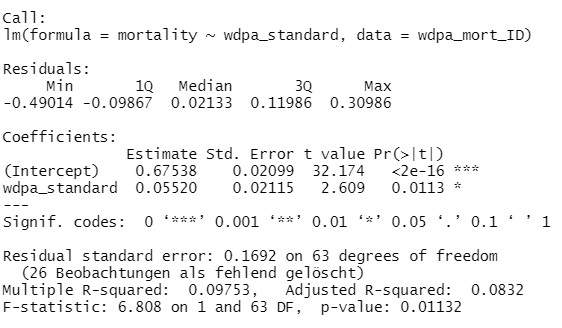 Call:
lm(formula = mortality ~ wdpa_standard, data = wdpa_mort_ID)
Residuals:
Min 1Q Median 3Q Max
-0.49014 -0.09867 0.02133 0.11986 0.30986
Coefficients:
Estimate Std. Error t value Pr(>|t|)
(Intercept) 0.67538 0.02099 32.174 <2e-16 ***
wdpa_standard 0.05520 0.02115 2.609 0.0113 *
---
Signif. codes: 0 ‘***’ 0.001 ‘**’ 0.01 ‘*’ 0.05 ‘.’ 0.1 ‘ ’ 1
Residual standard error: 0.1692 on 63 degrees of freedom
(26 Beobachtungen als fehlend gelöscht)
Multiple R-squared: 0.09753, Adjusted R-squared: 0.0832
F-statistic: 6.808 on 1 and 63 DF, p-value: 0.01132